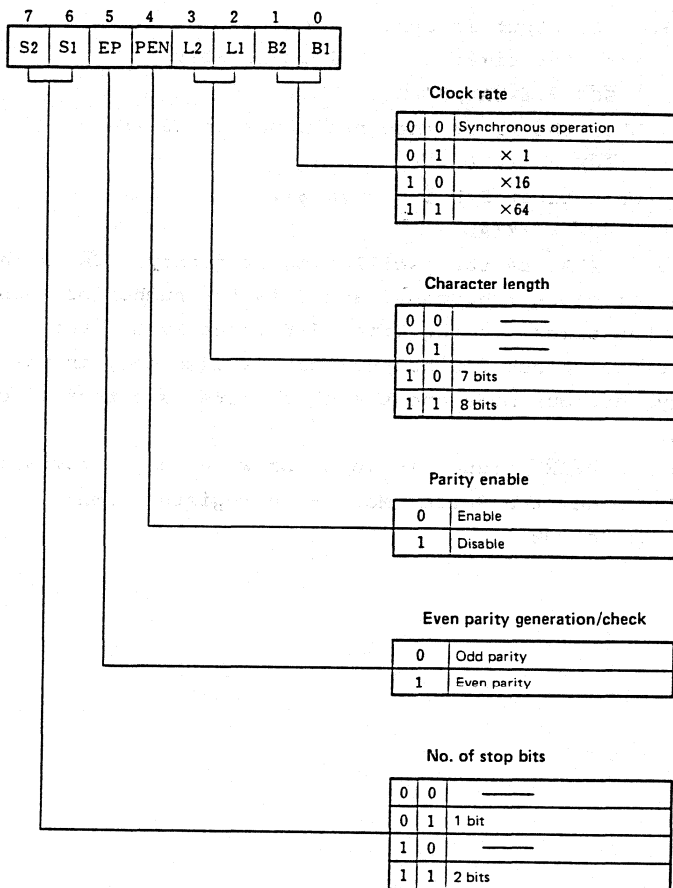 7 6 5 4 3 2 1 0
S2 S1 EP PEN L2 L1 B2 B1
Clock rate
0 0 Synchronous operation
0 1 × 1
1 0 ×16
1 1 ×64
Character length
0 0 ——
0 1 ——
1 0 7 bits
1 1 8 bits
Parity enable
0 Enable
1 Disable
Even parity generation/check
0 Odd parity
1 Even parity
No. of stop bits
0 0 ——
0 1 1 bit
1 0 ——
1 1 2 bits